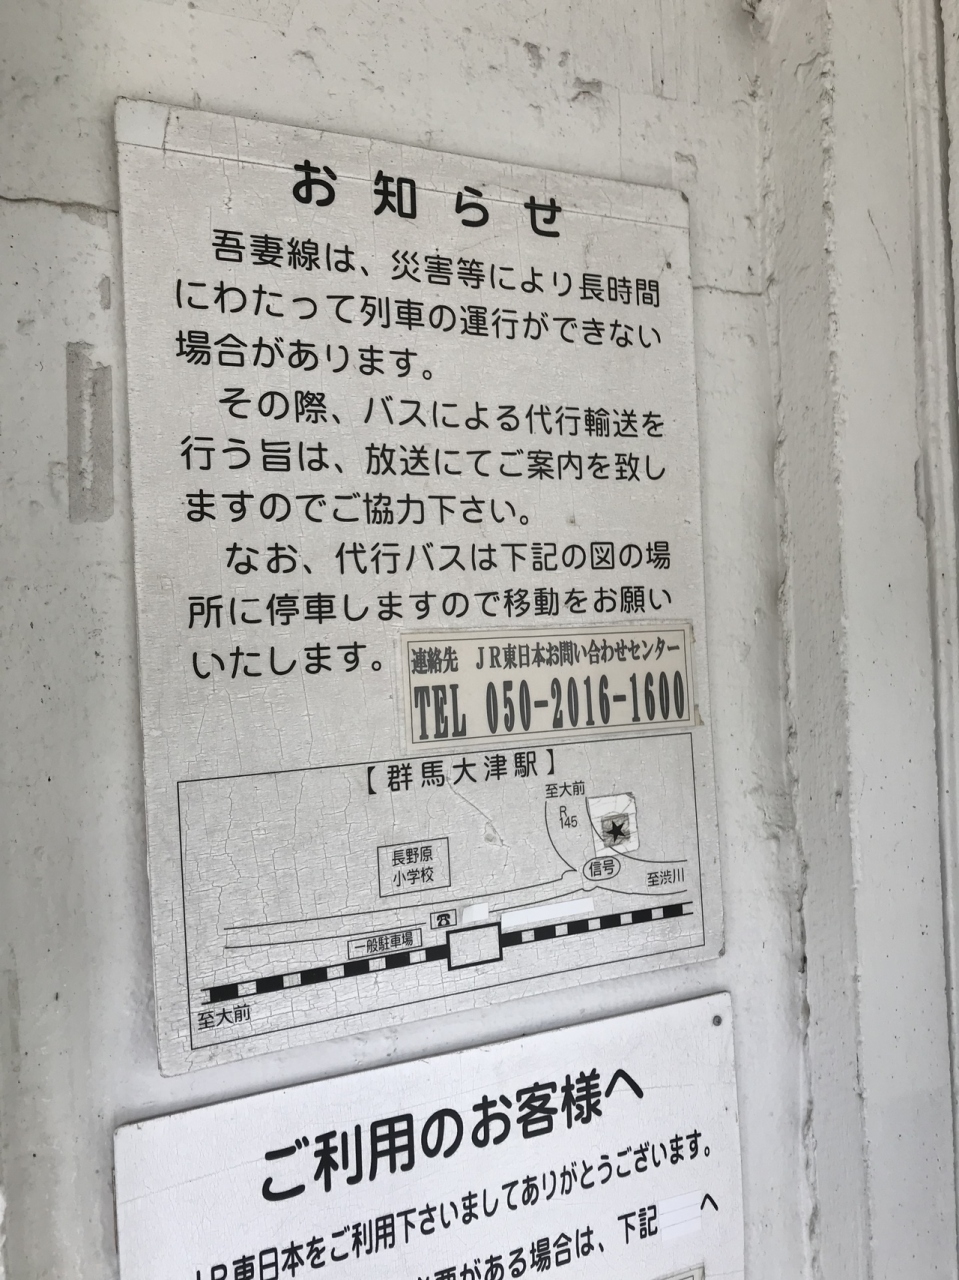 お知らせ
吾妻線は、災害等により長時間
にわたって列車の運行ができない
場合があります。
その際、バスによる代行輸送を
行う旨は、放送にてご案内を致し
ますのでご協力下さい。
なお、代行バスは下記の図の場
所に停車しますので移動をお願い
いたします。
連絡先 JR東日本お問い合わせセンター
TEL 050-2016-1600
【群馬大津駅】
至大前
R
145
★
長野原
小学校
信号
至渋川
☎
一般駐車場
至大前
ご利用のお客様へ
JR東日本をご利用下さいましてありがとうございます。
がある場合は、下記 へ